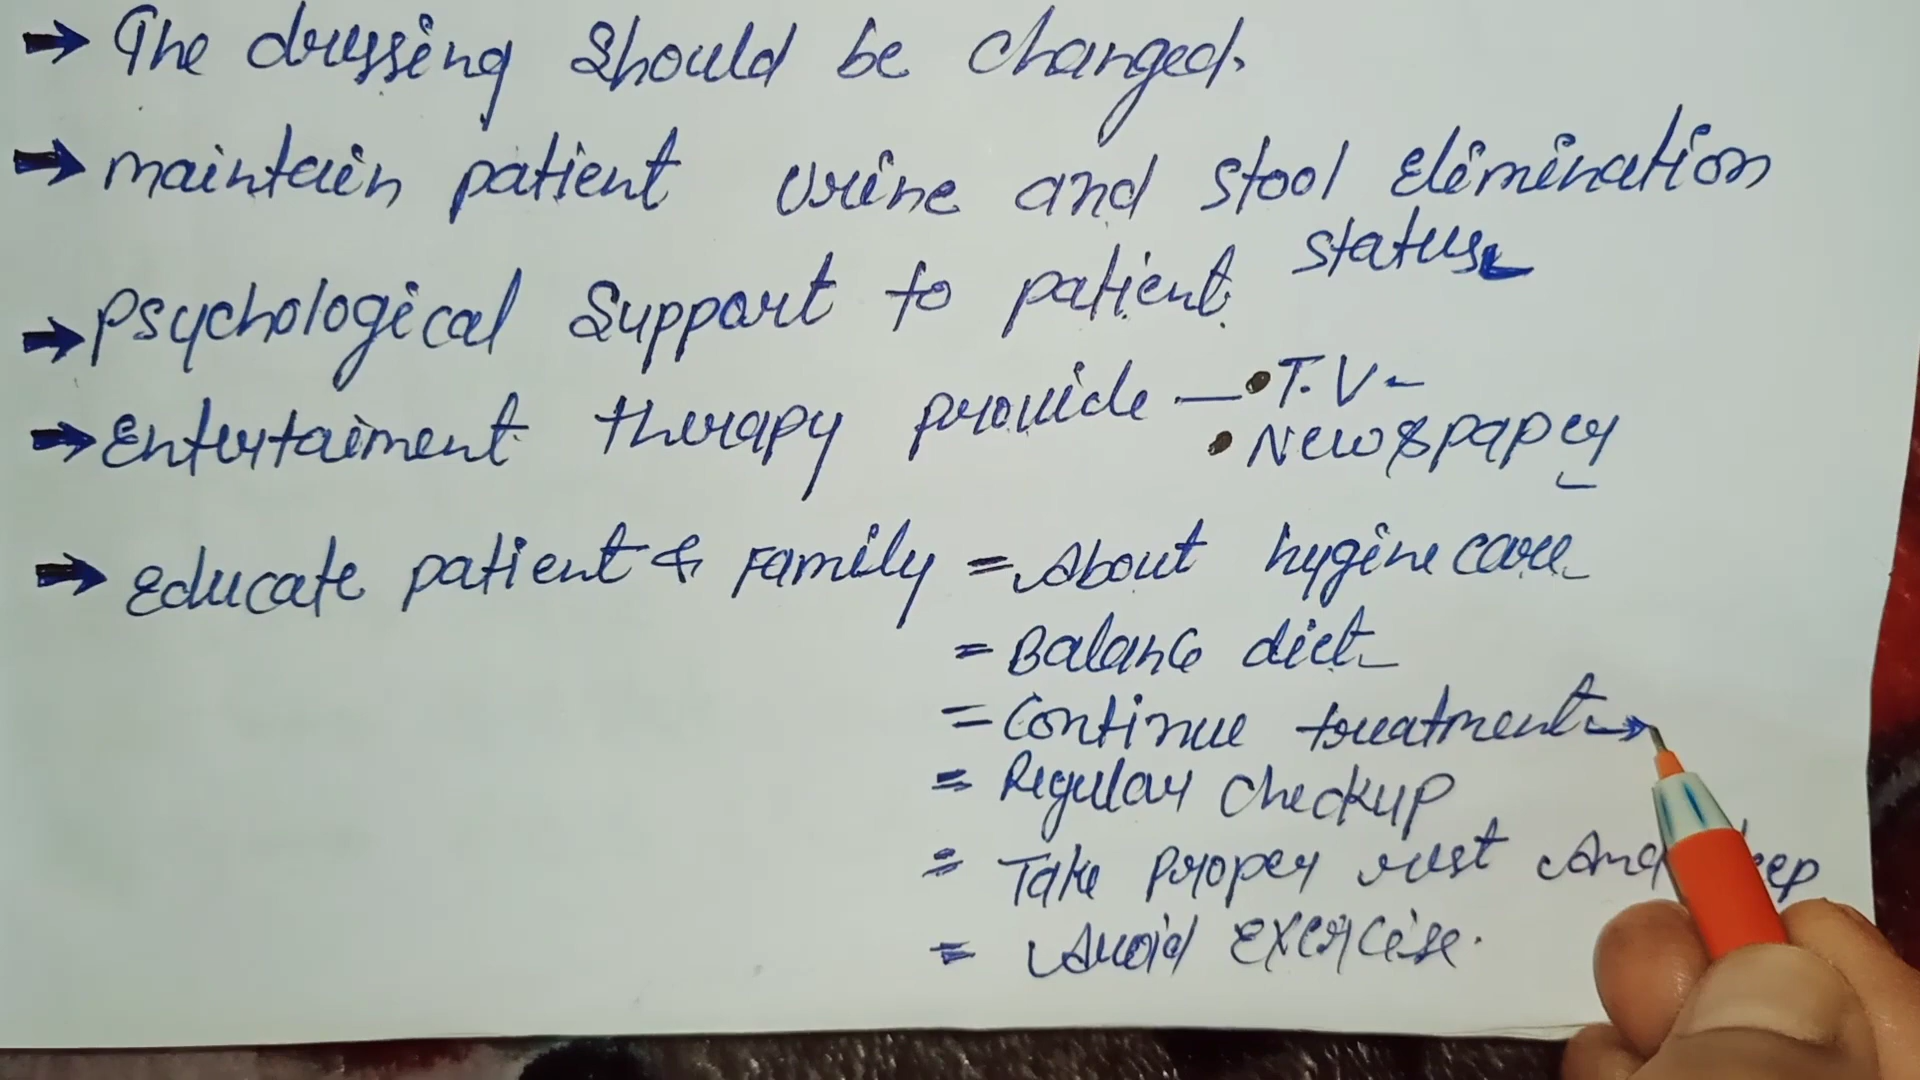 → The dressing Should be changed.
→ maintain patient urine and stool Elimination
status
→ Psychological Support to patient.
→ Entertaiment therapy provide — • T.V
• Newspaper
→ Educate patient & Family = About hygine care
= Balance diet
= Continue treatment →
= Regular checkup
= Take Proper rest And
= Avoid Exercise.